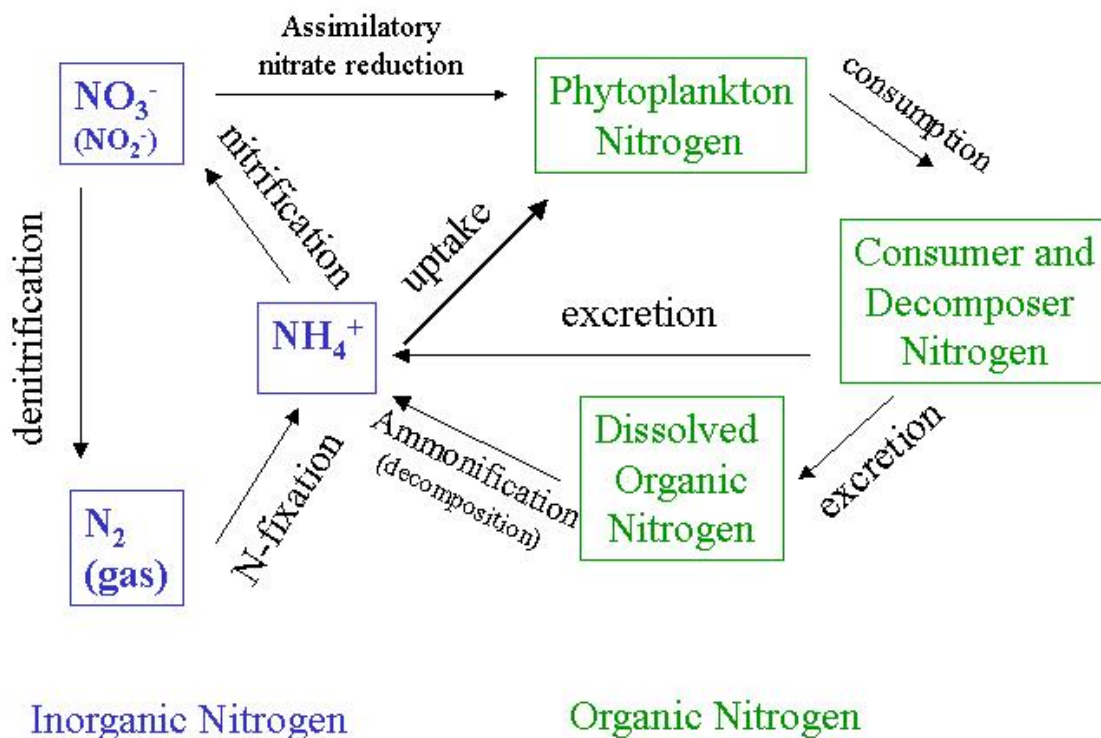 Assimilatory
nitrate reduction
NO₃⁻
(NO₂⁻)
Phytoplankton
Nitrogen
consumption
nitrification
uptake
denitrification
Consumer and
Decomposer
Nitrogen
NH₄⁺
excretion
Ammonification
(decomposition)
Dissolved
Organic
Nitrogen
excretion
N₂
(gas)
N-fixation
Inorganic Nitrogen
Organic Nitrogen